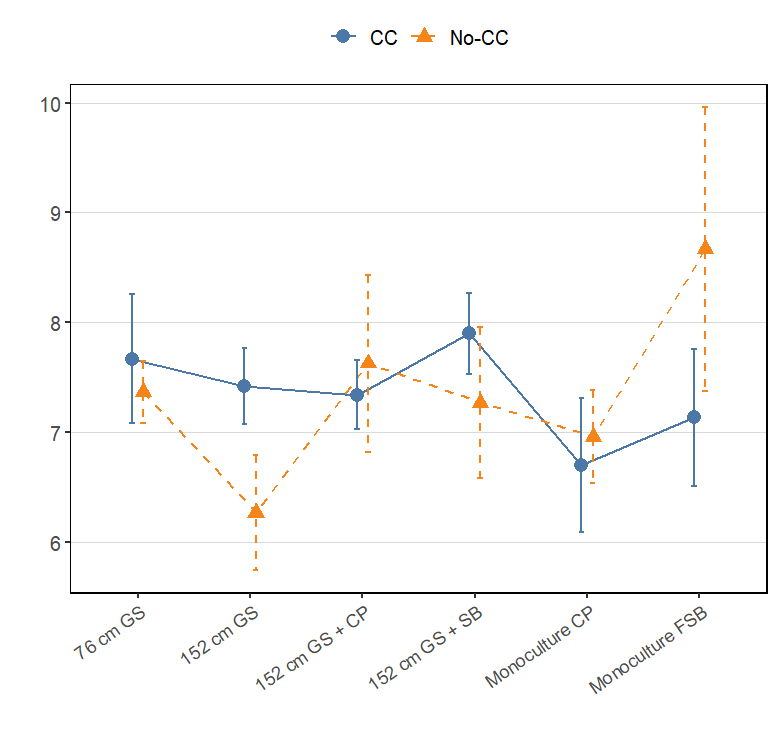 CC No-CC
10
9
8
7
6
76 cm GS
152 cm GS
152 cm GS + CP
152 cm GS + SB
Monoculture CP
Monoculture FSB